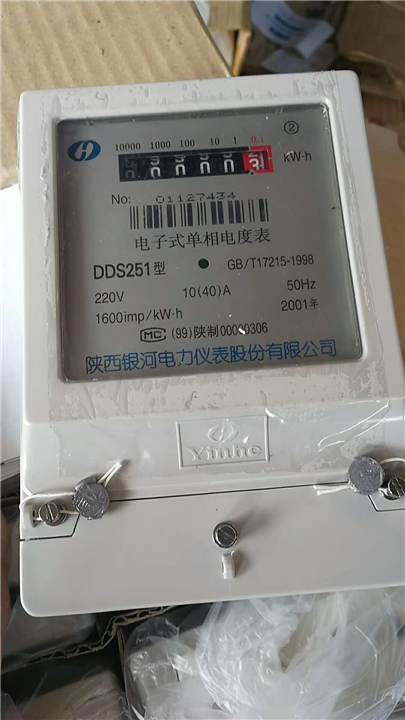 10000 1000 100 10 1 0.1
②
kW·h
No: 01127434
电子式单相电度表
DDS251型 GB/T17215-1998
220V 10(40)A 50Hz
1600imp/kW·h 2001年
MC (99)陕制00000306
陕西银河电力仪表股份有限公司
Yinhe